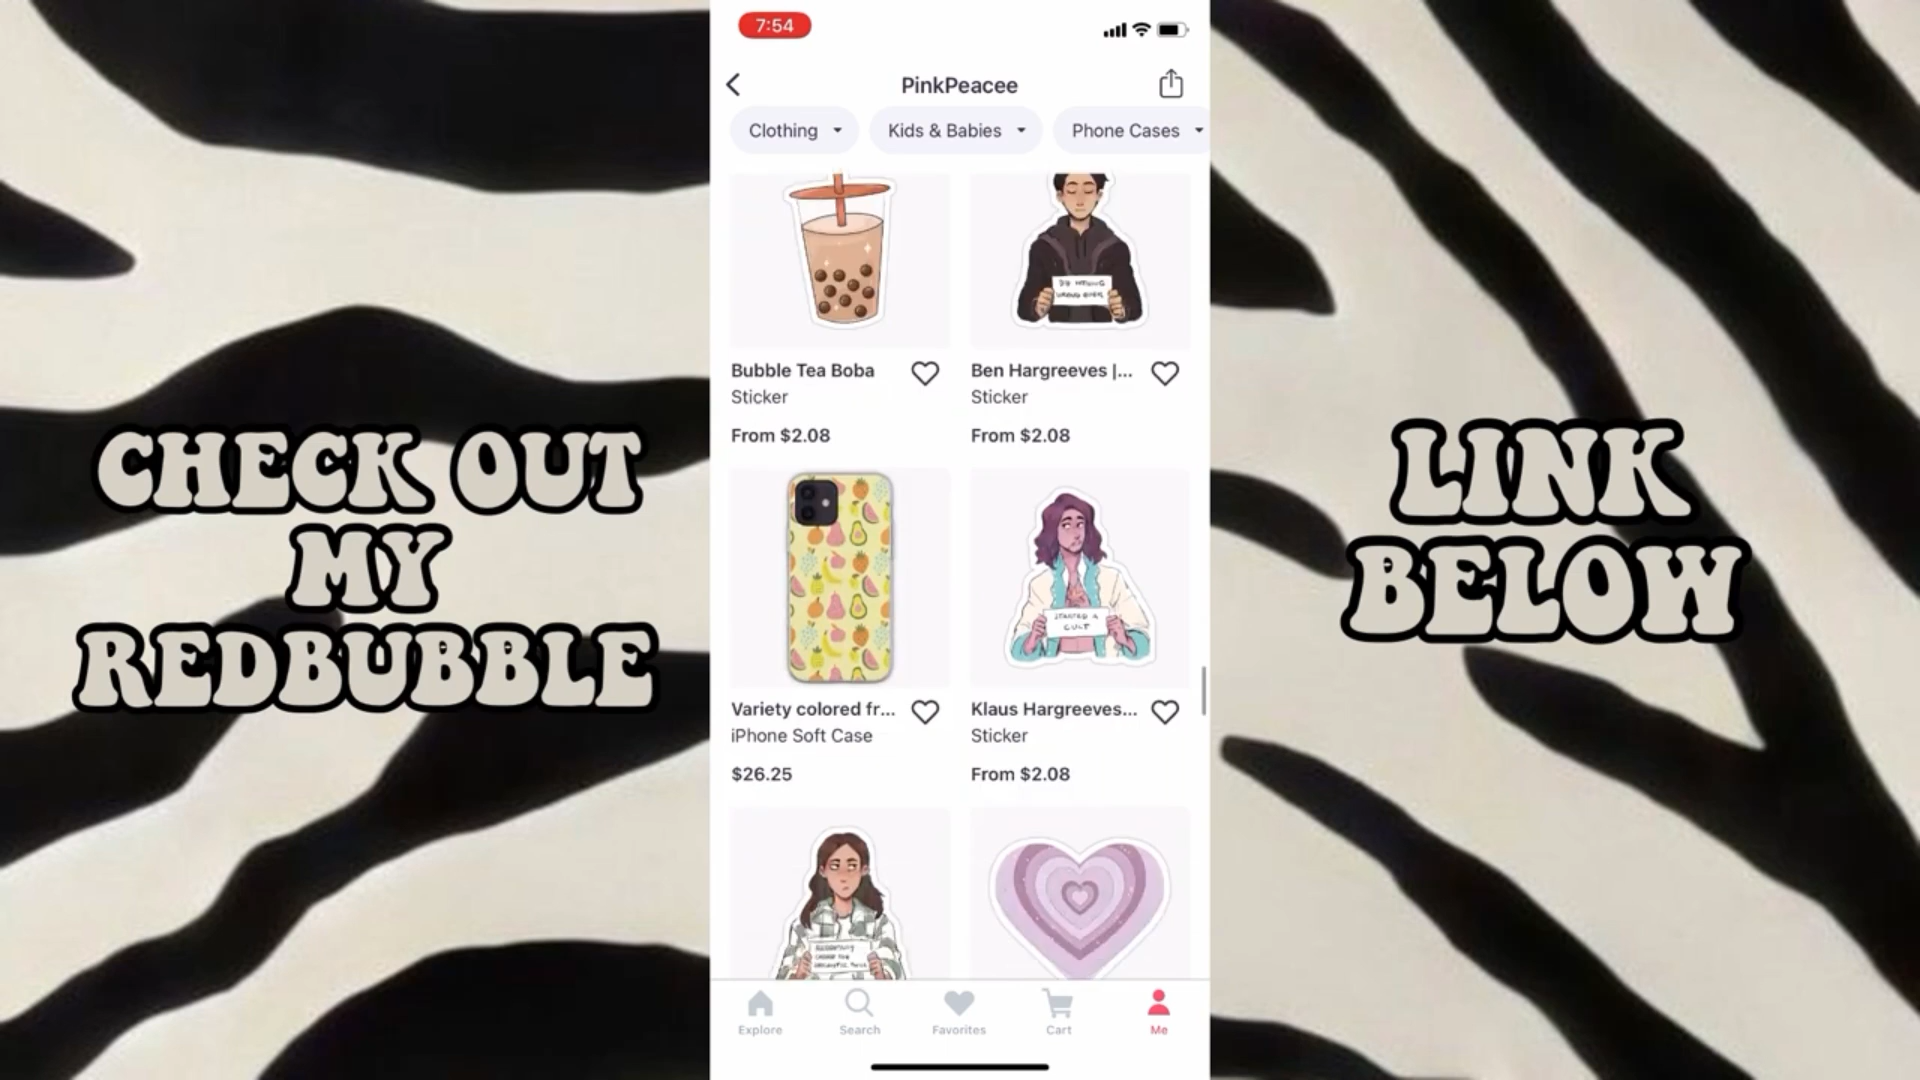 7:54
PinkPeacee
Clothing
Kids & Babies
Phone Cases
CHECK OUT
MY
REDBUBBLE
LINK
BELOW
Bubble Tea Boba
Sticker
From $2.08
Ben Hargreeves |...
Sticker
From $2.08
Variety colored fr...
iPhone Soft Case
$26.25
STARTED A
CULT
Klaus Hargreeves...
Sticker
From $2.08
Explore
Search
Favorites
Cart
Me